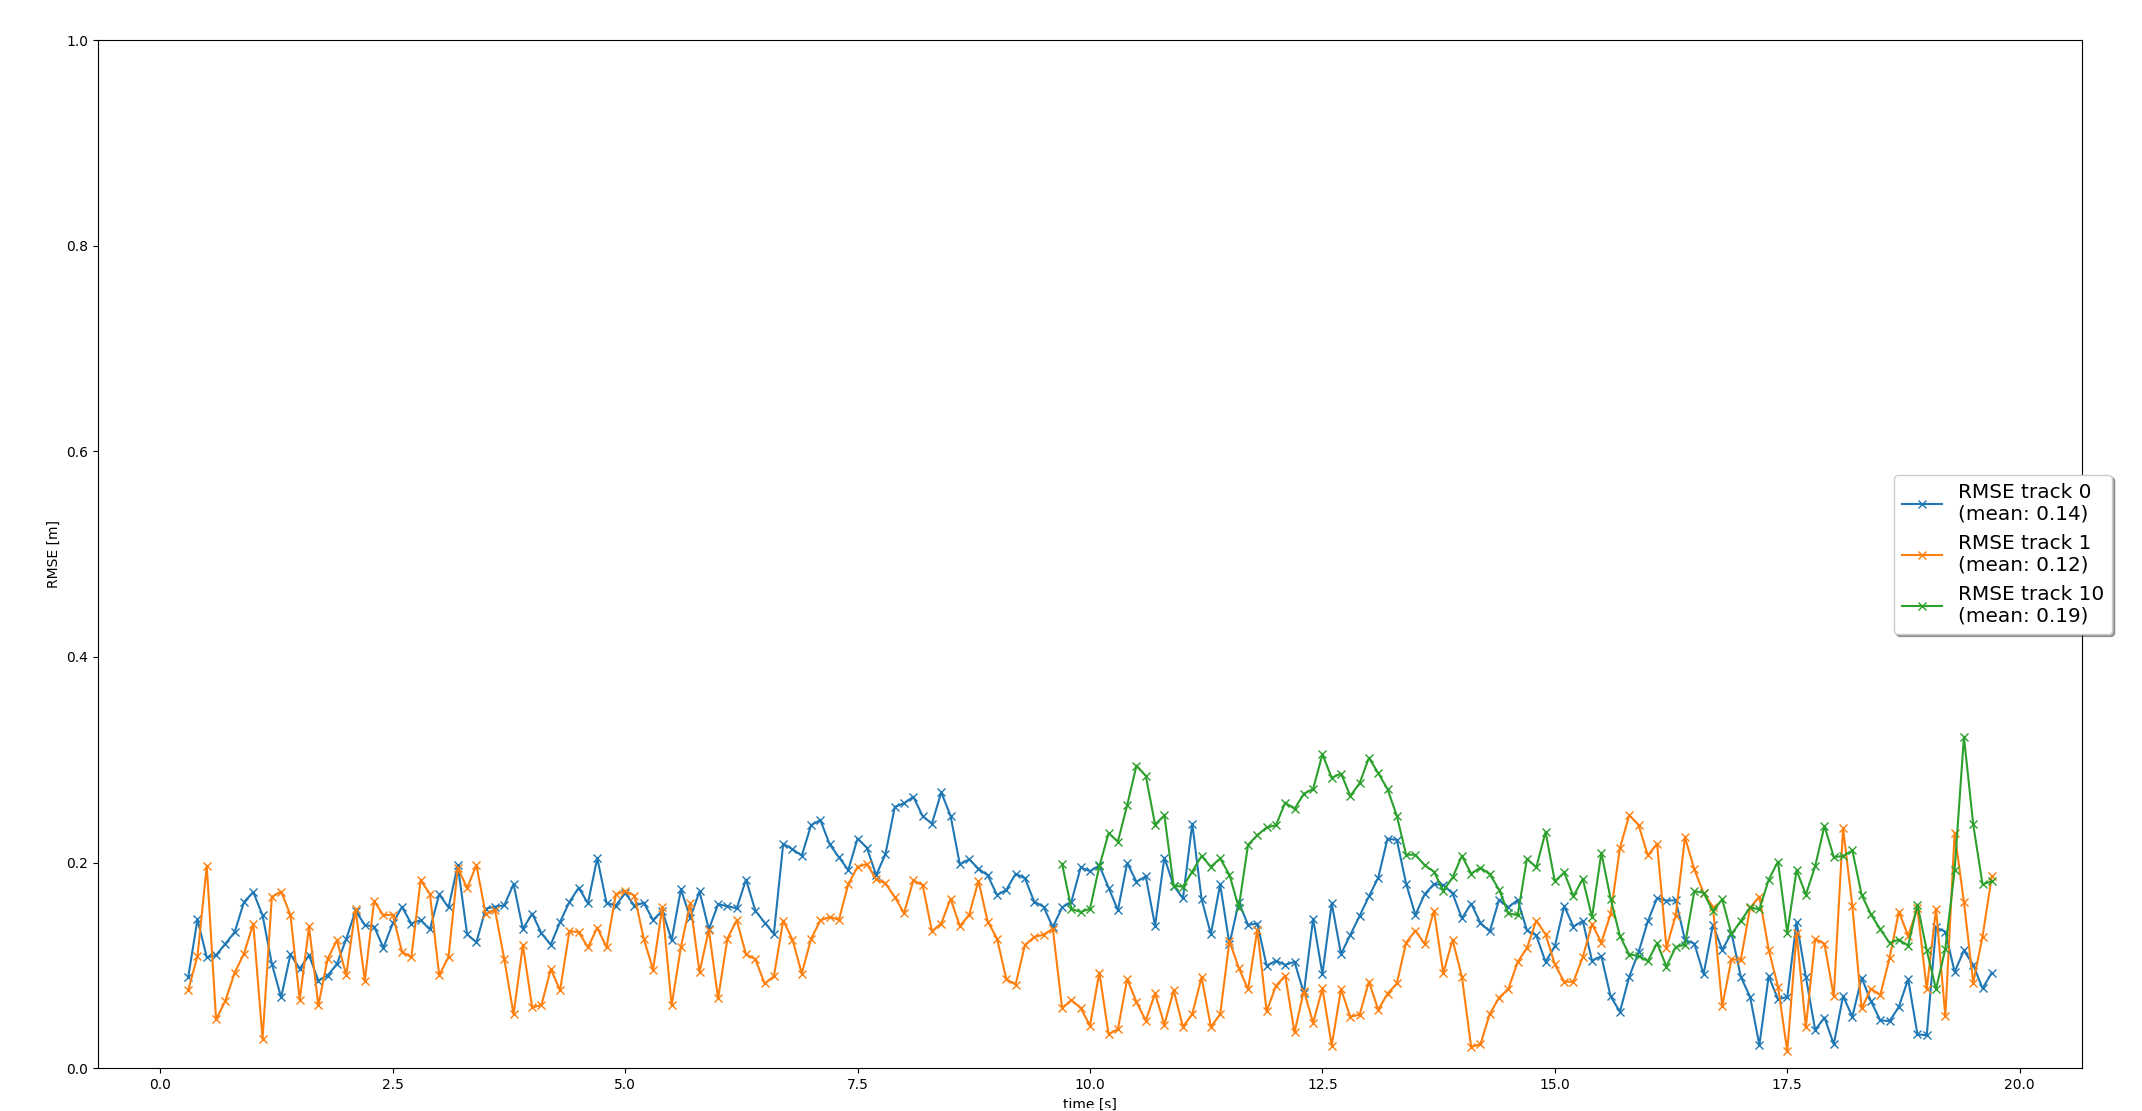 1.0
0.8
0.6
0.4
0.2
0.0
RMSE [m]
0.0 2.5 5.0 7.5 10.0 12.5 15.0 17.5 20.0
time [s]
RMSE track 0
(mean: 0.14)
RMSE track 1
(mean: 0.12)
RMSE track 10
(mean: 0.19)